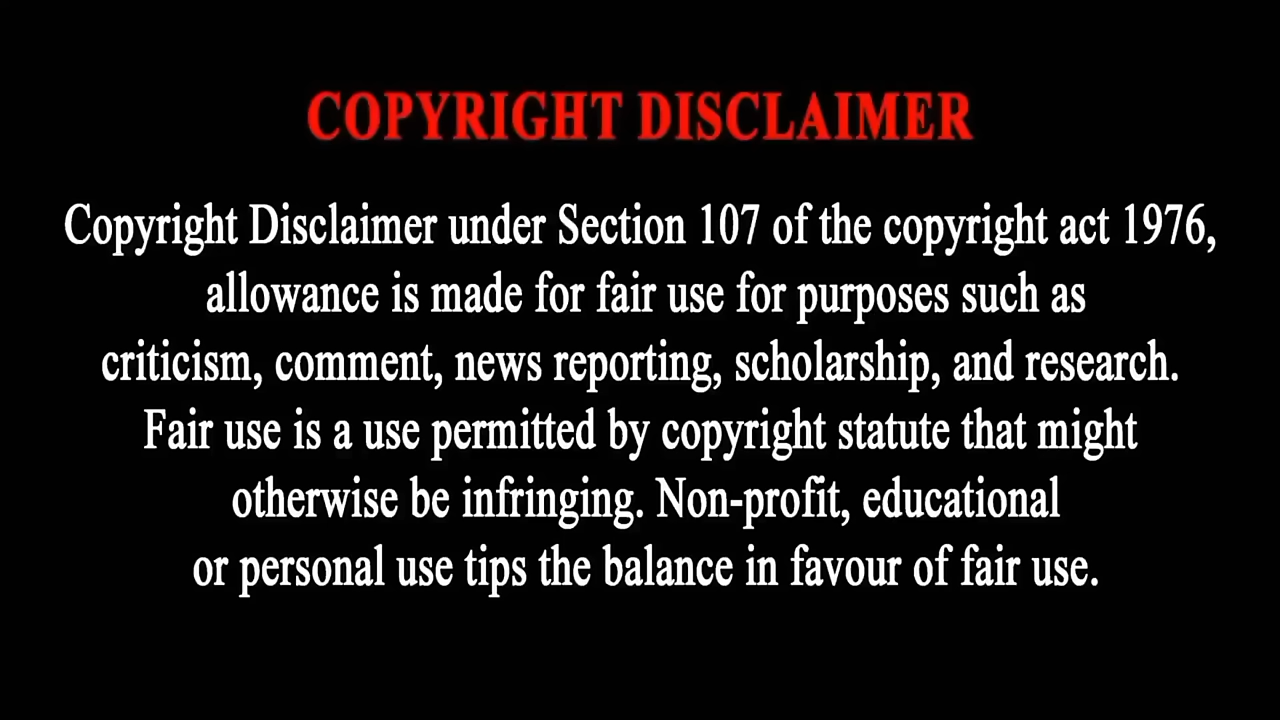 COPYRIGHT DISCLAIMER
Copyright Disclaimer under Section 107 of the copyright act 1976,
allowance is made for fair use for purposes such as
criticism, comment, news reporting, scholarship, and research.
Fair use is a use permitted by copyright statute that might
otherwise be infringing. Non-profit, educational
or personal use tips the balance in favour of fair use.